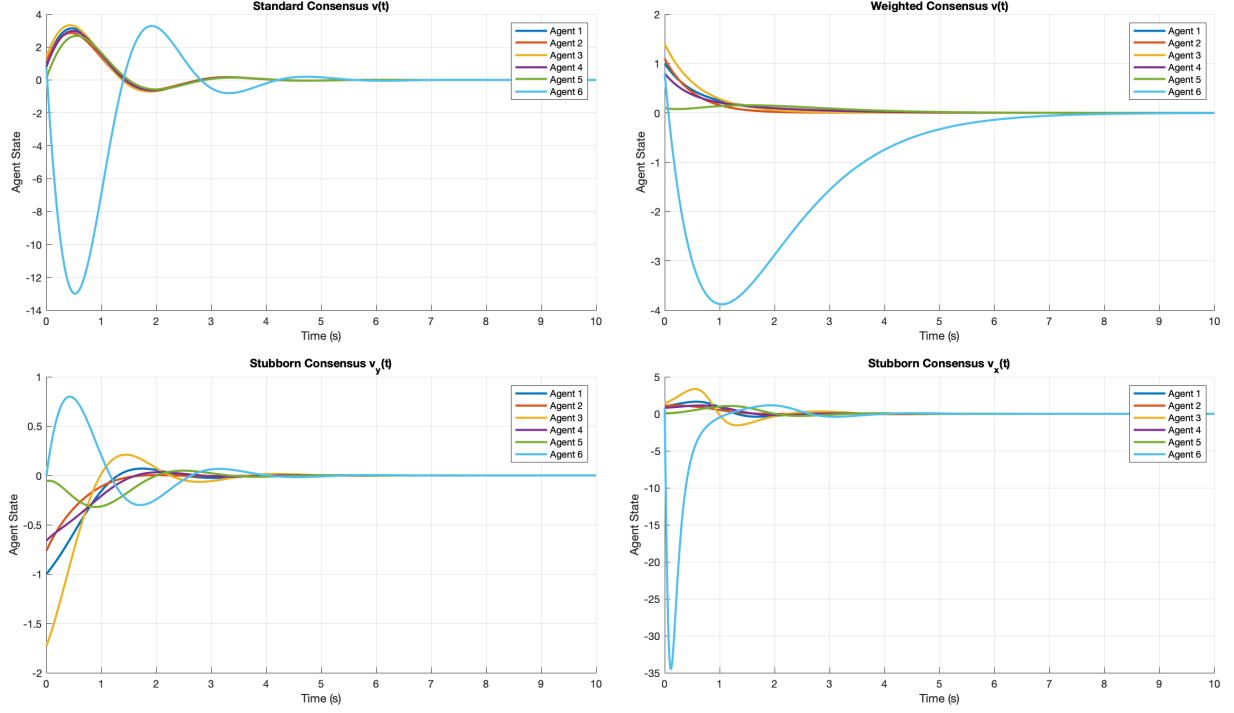 Standard Consensus v(t)
4
2
0
-2
-4
-6
-8
-10
-12
-14
Agent State
0 1 2 3 4 5 6 7 8 9 10
Time (s)
Agent 1
Agent 2
Agent 3
Agent 4
Agent 5
Agent 6
Weighted Consensus v(t)
2
1
0
-1
-2
-3
-4
Agent State
0 1 2 3 4 5 6 7 8 9 10
Time (s)
Agent 1
Agent 2
Agent 3
Agent 4
Agent 5
Agent 6
Stubborn Consensus v_y(t)
1
0.5
0
-0.5
-1
-1.5
-2
Agent State
0 1 2 3 4 5 6 7 8 9 10
Time (s)
Agent 1
Agent 2
Agent 3
Agent 4
Agent 5
Agent 6
Stubborn Consensus v_x(t)
5
0
-5
-10
-15
-20
-25
-30
-35
Agent State
0 1 2 3 4 5 6 7 8 9 10
Time (s)
Agent 1
Agent 2
Agent 3
Agent 4
Agent 5
Agent 6